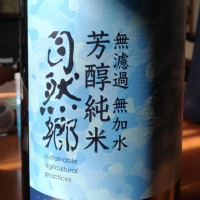 無濾過 無加水
芳醇純米
自然郷
sustainable
agricultural
practices